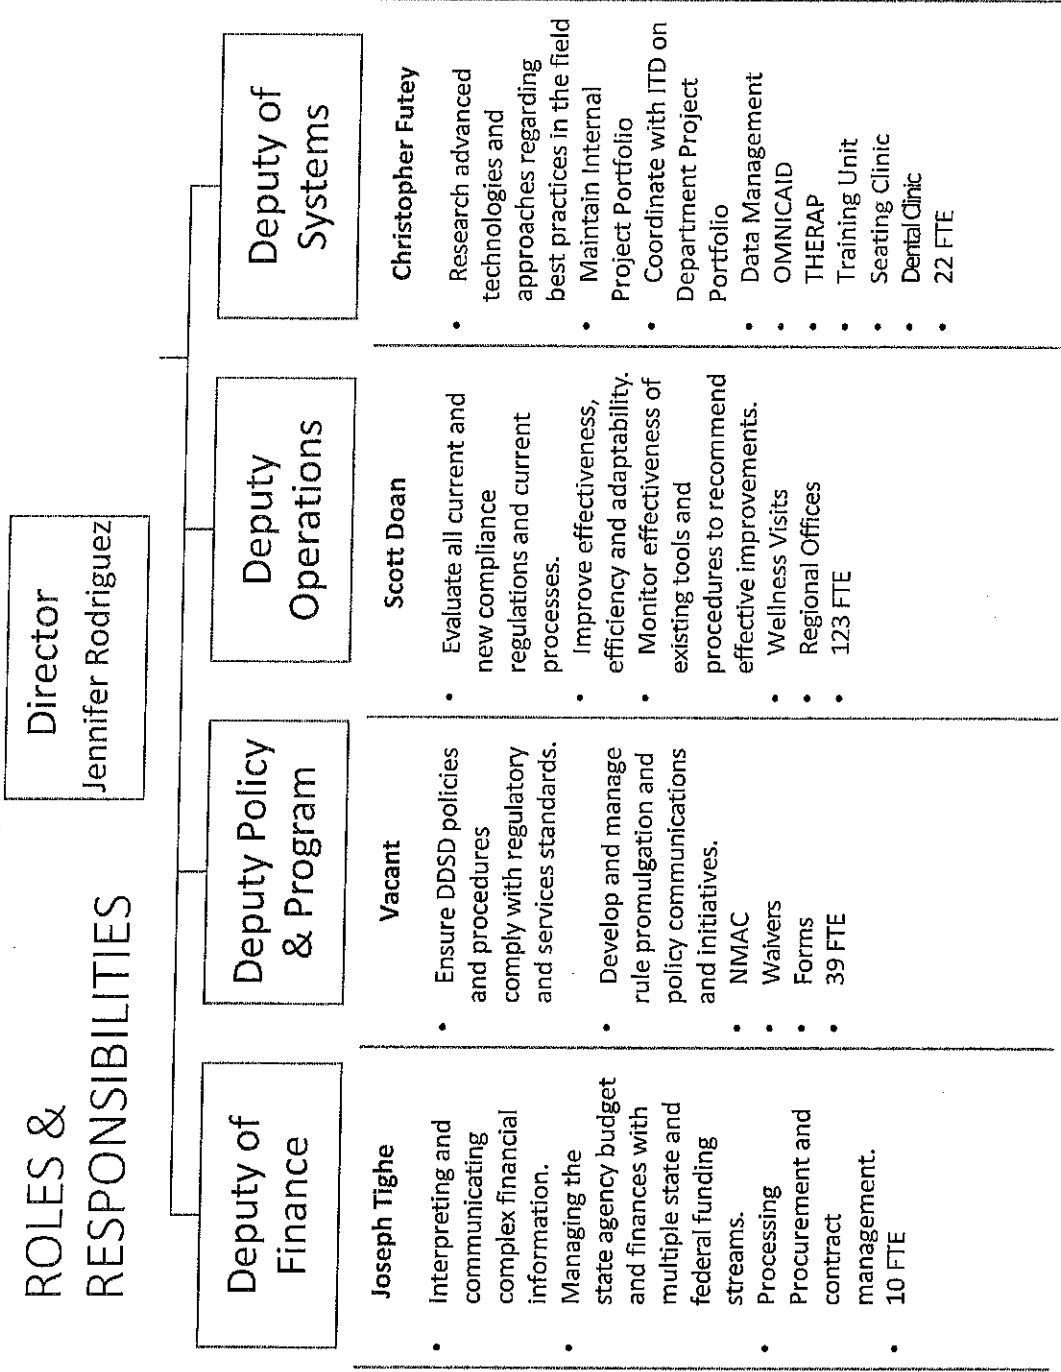 ROLES &
RESPONSIBILITIES
Director
Jennifer Rodriguez
Deputy of
Finance
Joseph Tighe
• Interpreting and
communicating
complex financial
information.
• Managing the
state agency budget
and finances with
multiple state and
federal funding
streams.
• Processing
Procurement and
contract
management.
• 10 FTE
Deputy Policy
& Program
Vacant
• Ensure DDSD policies
and procedures
comply with regulatory
and services standards.
• Develop and manage
rule promulgation and
policy communications
and initiatives.
• NMAC
• Waivers
• Forms
• 39 FTE
Deputy
Operations
Scott Doan
• Evaluate all current and
new compliance
regulations and current
processes.
• Improve effectiveness,
efficiency and adaptability.
• Monitor effectiveness of
existing tools and
procedures to recommend
effective improvements.
• Wellness Visits
• Regional Offices
• 123 FTE
Deputy of
Systems
Christopher Futey
• Research advanced
technologies and
approaches regarding
best practices in the field
• Maintain Internal
Project Portfolio
• Coordinate with ITD on
Department Project
Portfolio
• Data Management
• OMNICAID
• THERAP
• Training Unit
• Seating Clinic
• Dental Clinic
• 22 FTE